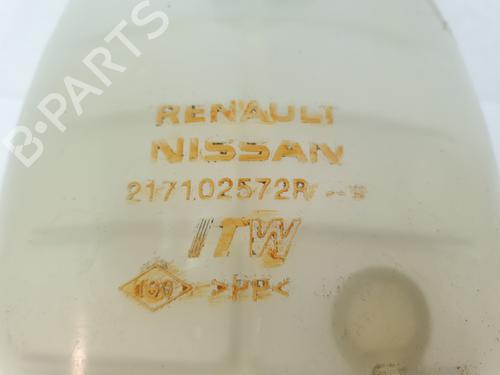 B-PARTS
RENAULT
NISSAN
217102572R
ITW
>PP<